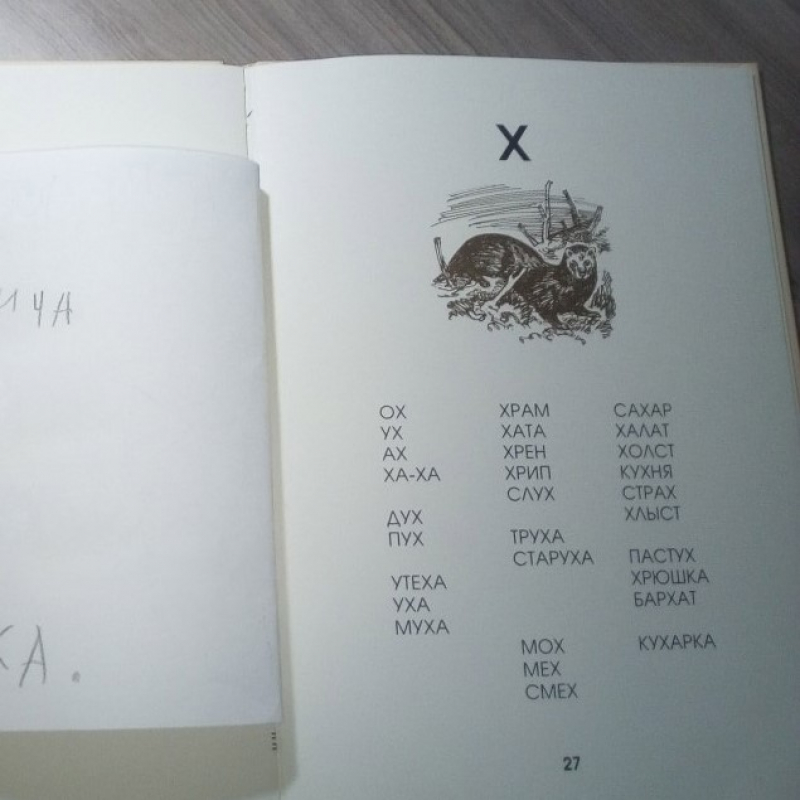 ИЧА
КА.
Х
ОХ
УХ
АХ
ХА-ХА
ДУХ
ПУХ
УТЕХА
УХА
МУХА
ХРАМ
ХАТА
ХРЕН
ХРИП
СЛУХ
ТРУХА
СТАРУХА
МОХ
МЕХ
СМЕХ
САХАР
ХАЛАТ
ХОЛСТ
КУХНЯ
СТРАХ
ХЛЫСТ
ПАСТУХ
ХРЮШКА
БАРХАТ
КУХАРКА
27